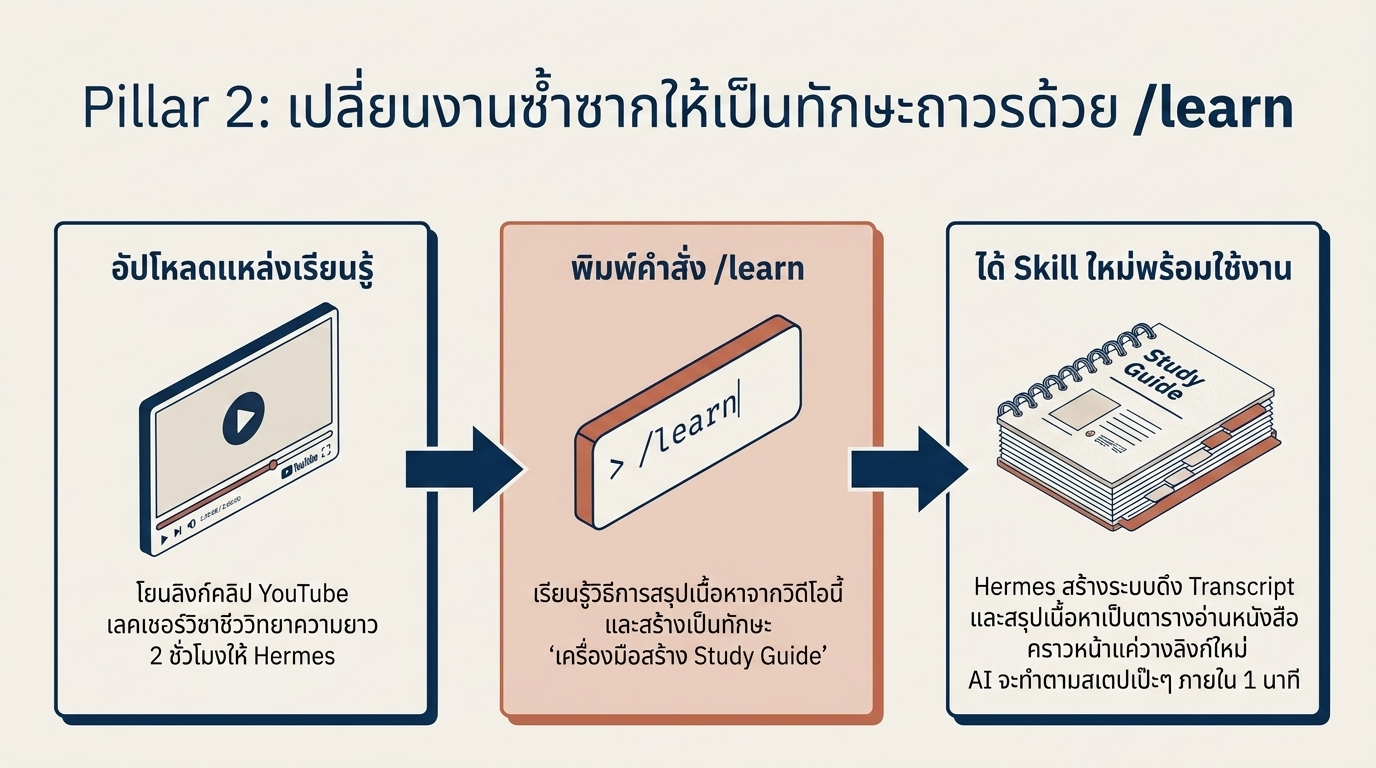 Pillar 2: เปลี่ยนงานซ้ำซากให้เป็นทักษะถาวรด้วย /learn
อัปโหลดแหล่งเรียนรู้
YouTube
โยนลิงก์คลิป YouTube
เลคเชอร์วิชาชีววิทยาความยาว
2 ชั่วโมงให้ Hermes
พิมพ์คำสั่ง /learn
> /learn
เรียนรู้วิธีการสรุปเนื้อหาจากวิดีโอนี้
และสร้างเป็นทักษะ
‘เครื่องมือสร้าง Study Guide’
ได้ Skill ใหม่พร้อมใช้งาน
Study
Guide
Hermes สร้างระบบดึง Transcript
และสรุปเนื้อหาเป็นตารางอ่านหนังสือ
คราวหน้าแค่วางลิงก์ใหม่
AI จะทำตามสเตปเป๊ะๆ ภายใน 1 นาที